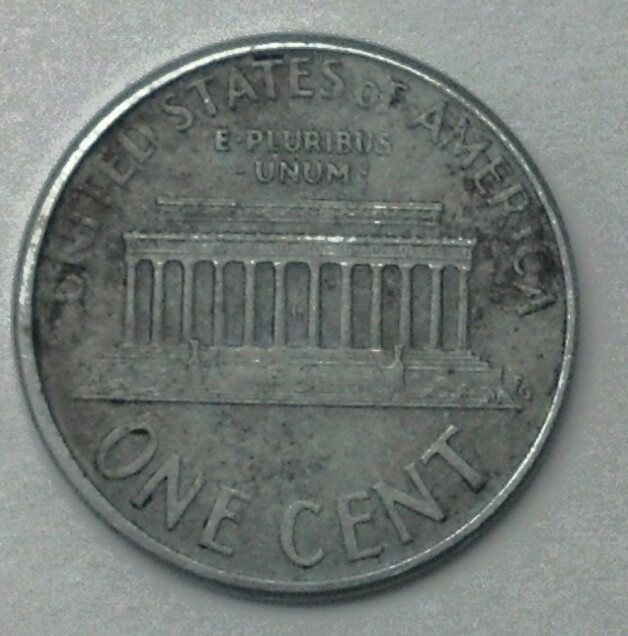 UNITED STATES OF AMERICA
E·PLURIBUS
·UNUM·
ONE CENT